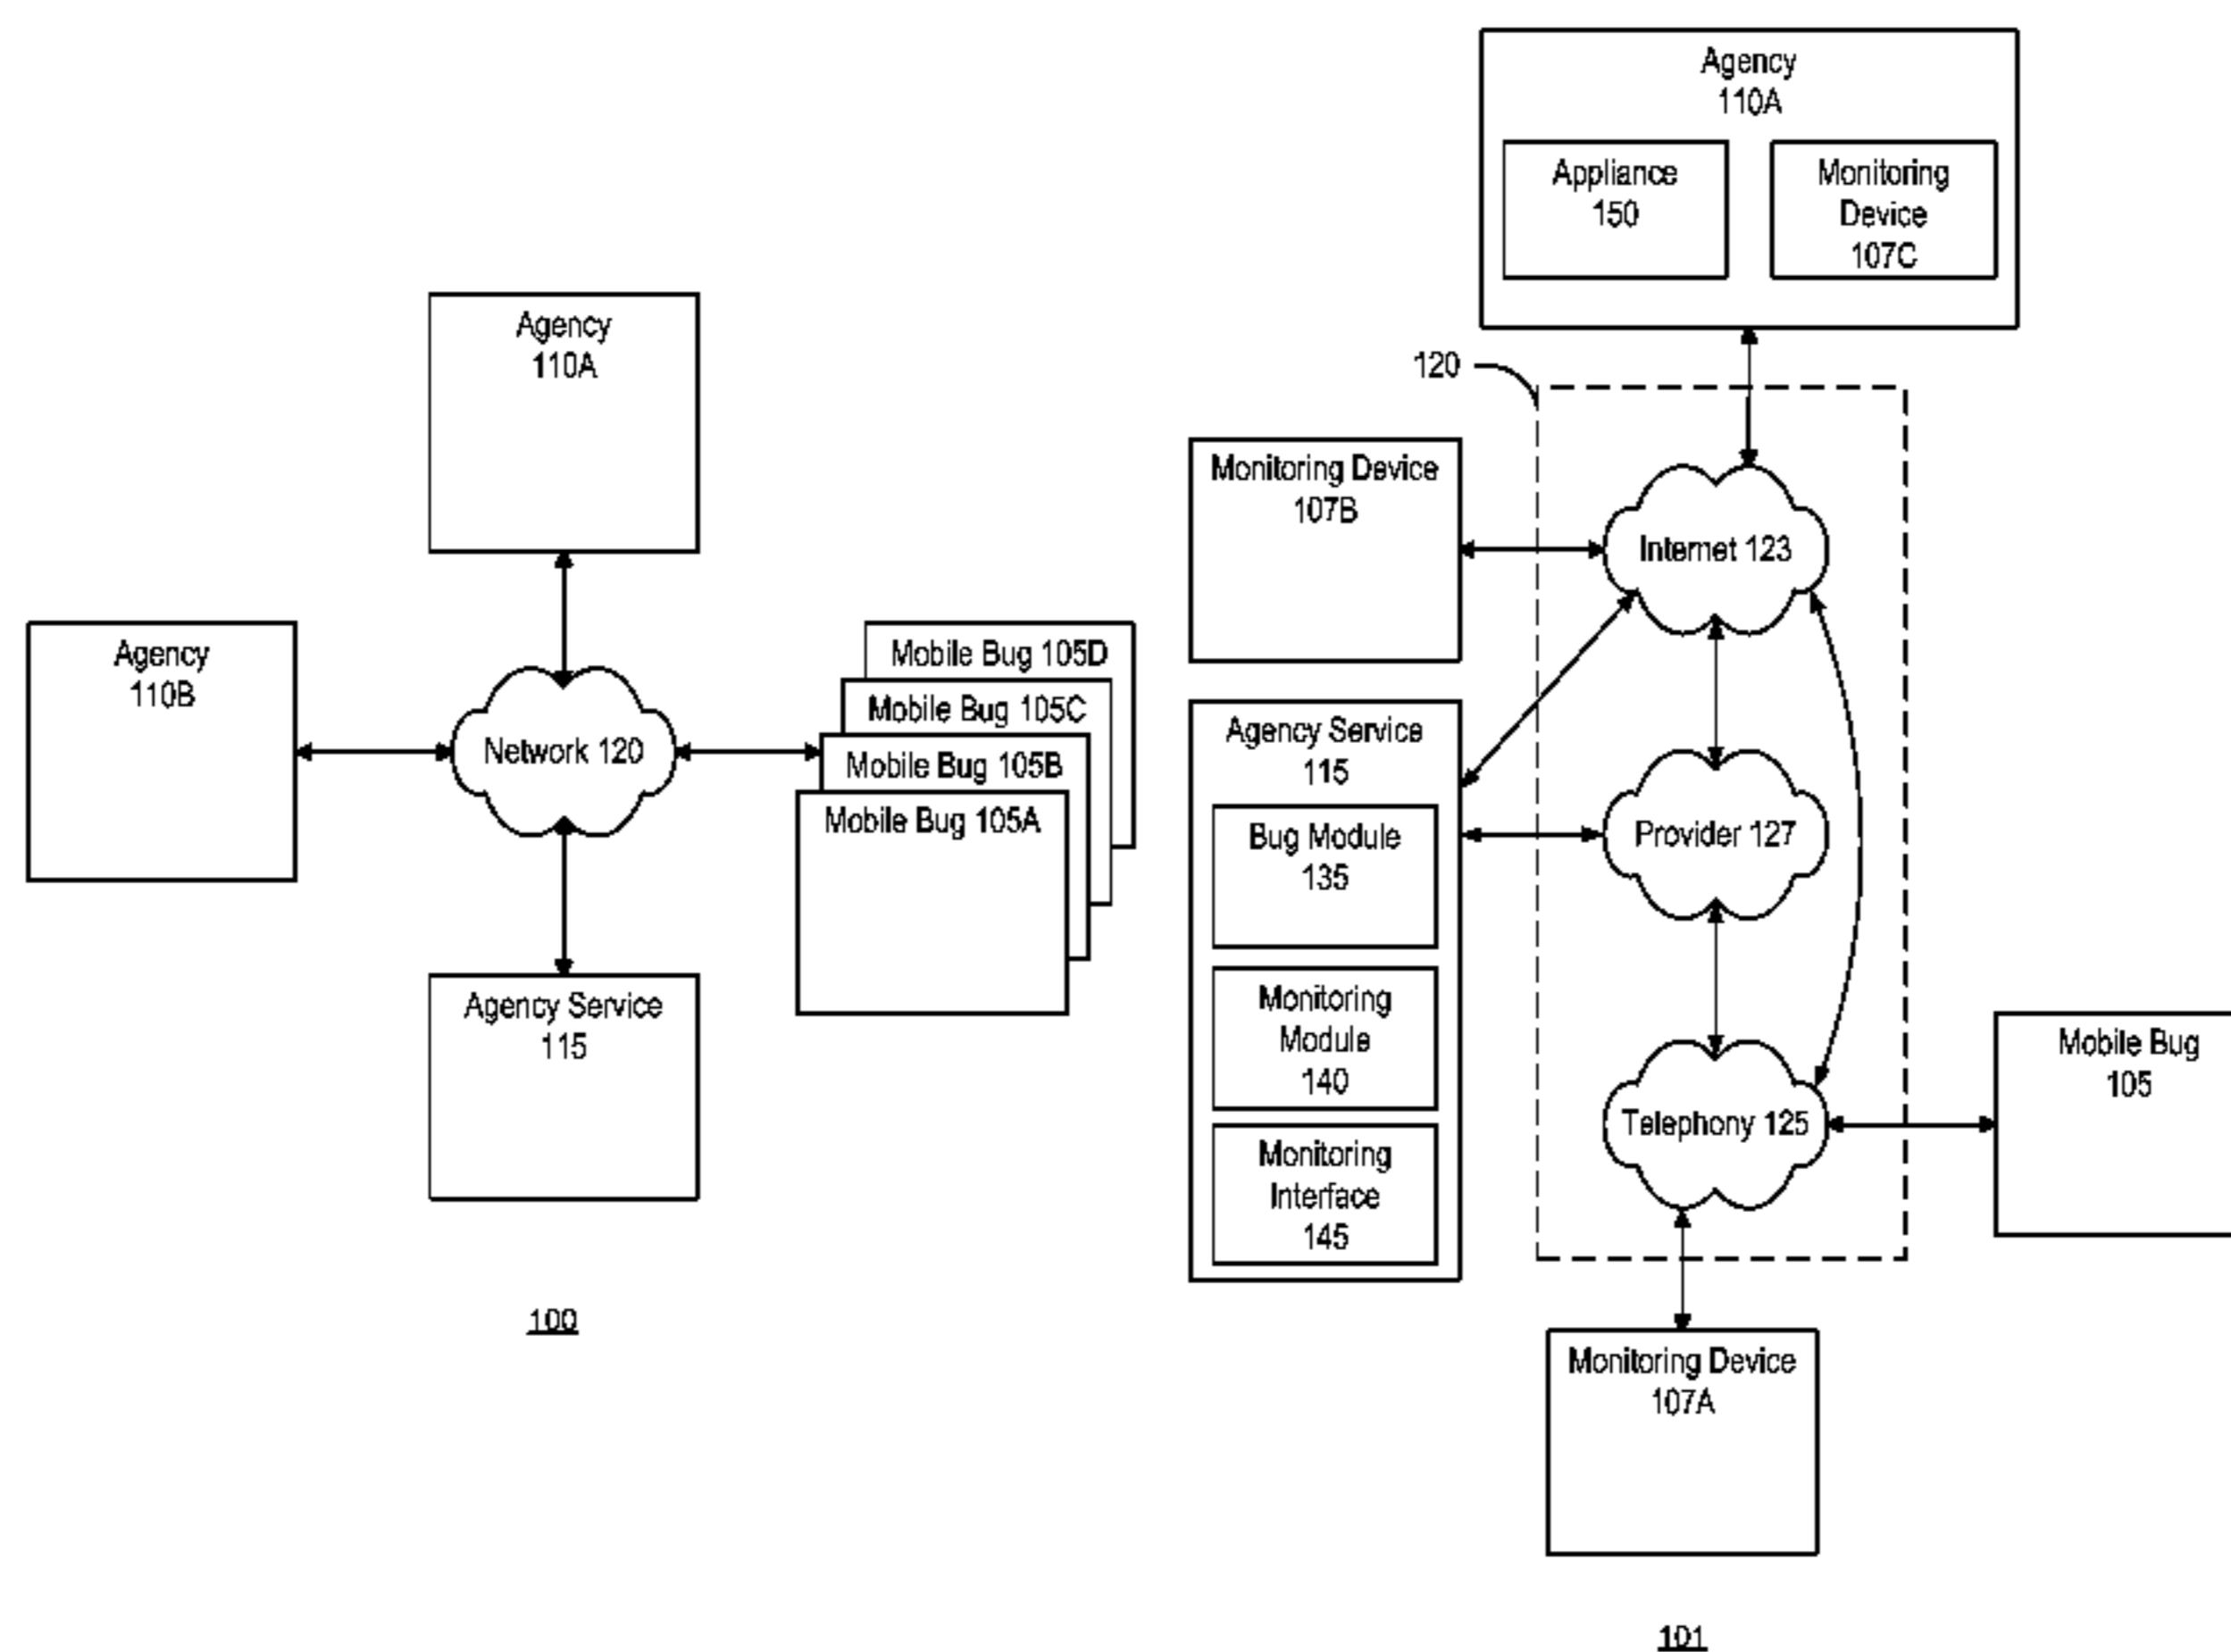 Agency
110A
Agency
110B
Network 120
Mobile Bug 105D
Mobile Bug 105C
Mobile Bug 105B
Mobile Bug 105A
Agency Service
115
100
Agency
110A
Appliance
150
Monitoring
Device
107C
120
Monitoring Device
107B
Internet 123
Agency Service
115
Bug Module
135
Monitoring
Module
140
Monitoring
Interface
145
Provider 127
Telephony 125
Mobile Bug
105
Monitoring Device
107A
101